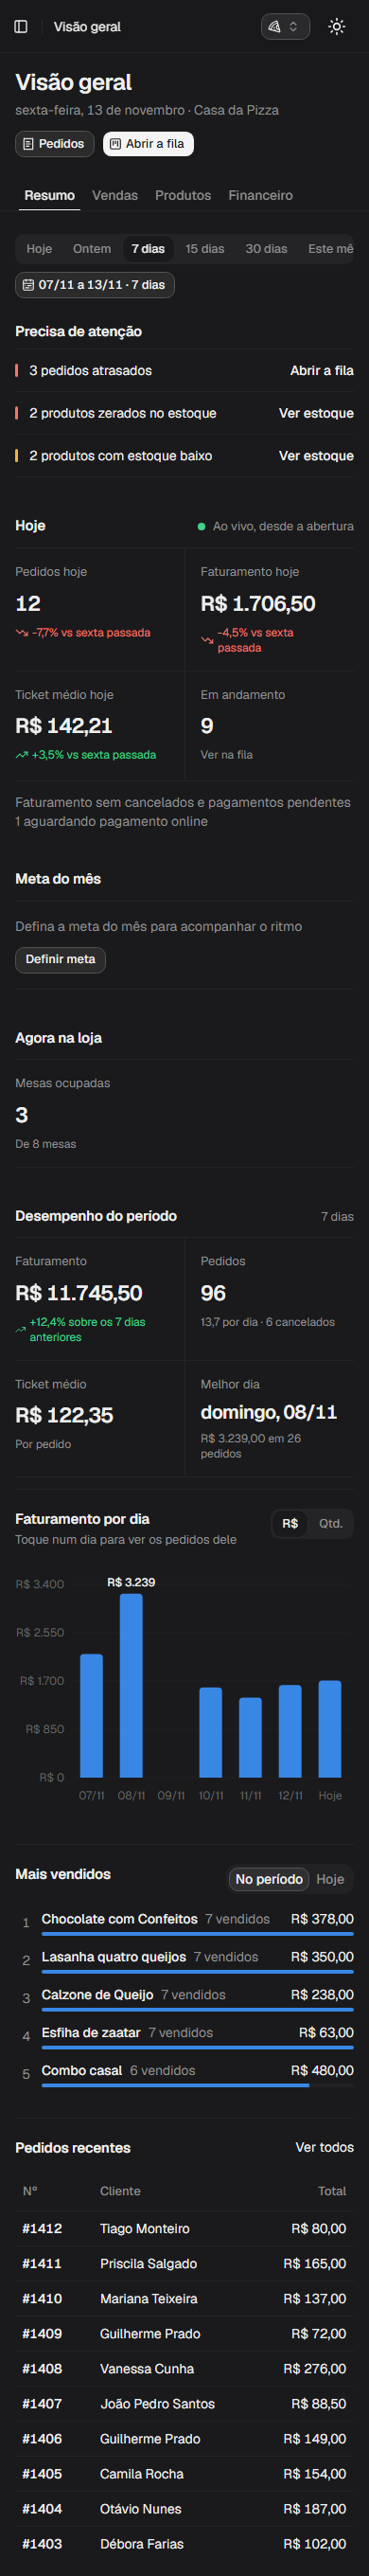 Visão geral
Visão geral
sexta-feira, 13 de novembro · Casa da Pizza
Pedidos
Abrir a fila
Resumo Vendas Produtos Financeiro
Hoje Ontem 7 dias 15 dias 30 dias Este mê
07/11 a 13/11 · 7 dias
Precisa de atenção
3 pedidos atrasados Abrir a fila
2 produtos zerados no estoque Ver estoque
2 produtos com estoque baixo Ver estoque
Hoje Ao vivo, desde a abertura
Pedidos hoje
12
-7,7% vs sexta passada
Faturamento hoje
R$ 1.706,50
-4,5% vs sexta
passada
Ticket médio hoje
R$ 142,21
+3,5% vs sexta passada
Em andamento
9
Ver na fila
Faturamento sem cancelados e pagamentos pendentes
1 aguardando pagamento online
Meta do mês
Defina a meta do mês para acompanhar o ritmo
Definir meta
Agora na loja
Mesas ocupadas
3
De 8 mesas
Desempenho do período 7 dias
Faturamento
R$ 11.745,50
+12,4% sobre os 7 dias
anteriores
Pedidos
96
13,7 por dia · 6 cancelados
Ticket médio
R$ 122,35
Por pedido
Melhor dia
domingo, 08/11
R$ 3.239,00 em 26
pedidos
Faturamento por dia
Toque num dia para ver os pedidos dele
R$ Qtd.
R$ 3.239
R$ 3.400
R$ 2.550
R$ 1.700
R$ 850
R$ 0
07/11 08/11 09/11 10/11 11/11 12/11 Hoje
Mais vendidos No período Hoje
1 Chocolate com Confeitos 7 vendidos R$ 378,00
2 Lasanha quatro queijos 7 vendidos R$ 350,00
3 Calzone de Queijo 7 vendidos R$ 238,00
4 Esfiha de zaatar 7 vendidos R$ 63,00
5 Combo casal 6 vendidos R$ 480,00
Pedidos recentes Ver todos
Nº Cliente Total
#1412 Tiago Monteiro R$ 80,00
#1411 Priscila Salgado R$ 165,00
#1410 Mariana Teixeira R$ 137,00
#1409 Guilherme Prado R$ 72,00
#1408 Vanessa Cunha R$ 276,00
#1407 João Pedro Santos R$ 88,50
#1406 Guilherme Prado R$ 149,00
#1405 Camila Rocha R$ 154,00
#1404 Otávio Nunes R$ 187,00
#1403 Débora Farias R$ 102,00